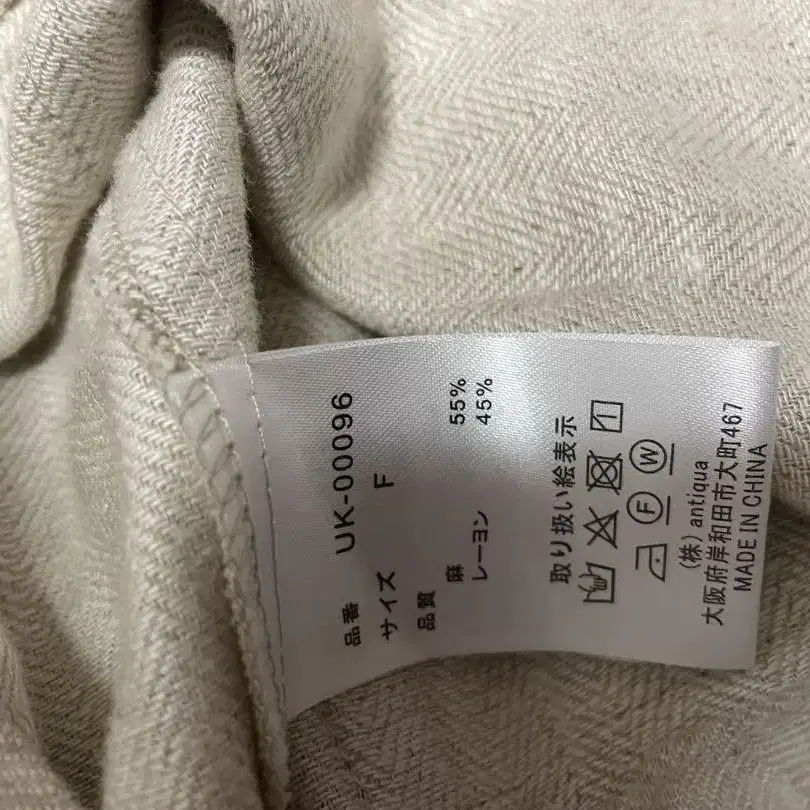 品番 UK-00096
サイズ F
品質
麻 55%
レーヨン 45%
取り扱い絵表示
F W
(株) antiqua
大阪府岸和田市大町467
MADE IN CHINA